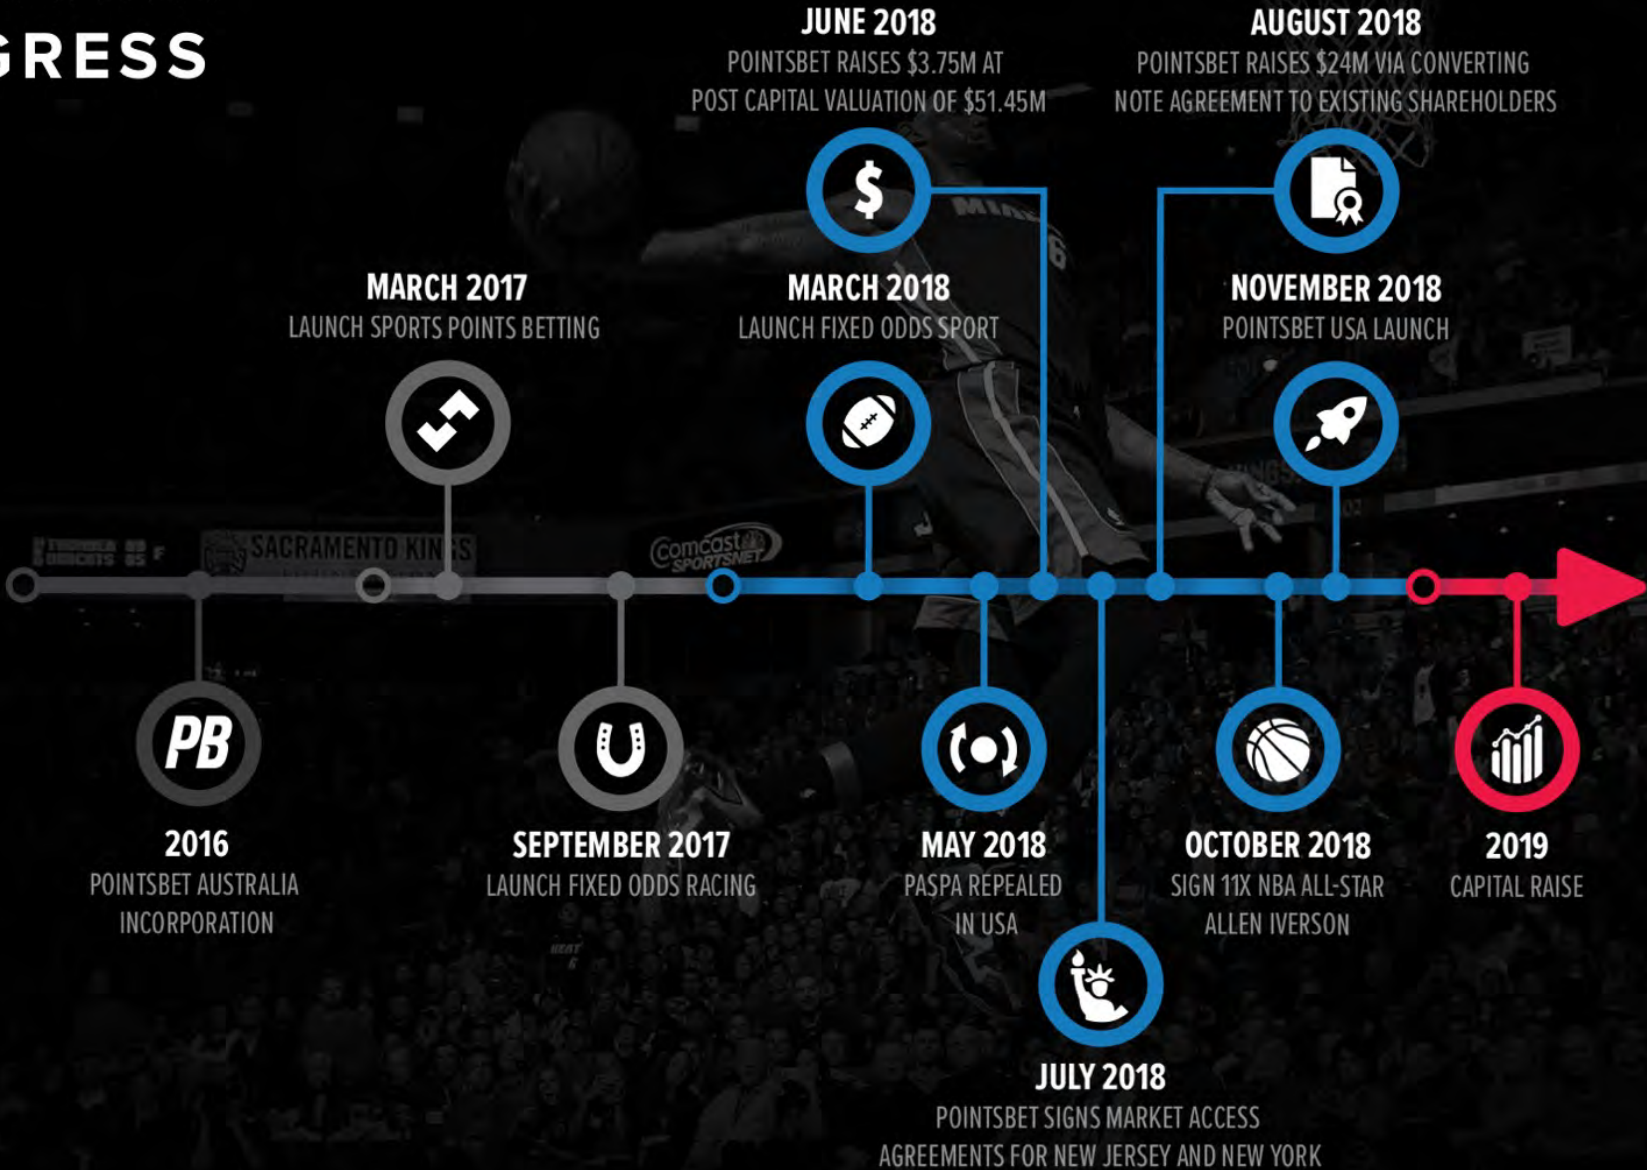 GRESS
JUNE 2018
POINTSBET RAISES $3.75M AT
POST CAPITAL VALUATION OF $51.45M
AUGUST 2018
POINTSBET RAISES $24M VIA CONVERTING
NOTE AGREEMENT TO EXISTING SHAREHOLDERS
$
MIA
6
MARCH 2017
LAUNCH SPORTS POINTS BETTING
MARCH 2018
LAUNCH FIXED ODDS SPORT
NOVEMBER 2018
POINTSBET USA LAUNCH
SACRAMENTO KINGS
comcast
SPORTSNET
PB
2016
POINTSBET AUSTRALIA
INCORPORATION
SEPTEMBER 2017
LAUNCH FIXED ODDS RACING
MAY 2018
PASPA REPEALED
IN USA
OCTOBER 2018
SIGN 11X NBA ALL-STAR
ALLEN IVERSON
2019
CAPITAL RAISE
HEAT
6
JULY 2018
POINTSBET SIGNS MARKET ACCESS
AGREEMENTS FOR NEW JERSEY AND NEW YORK